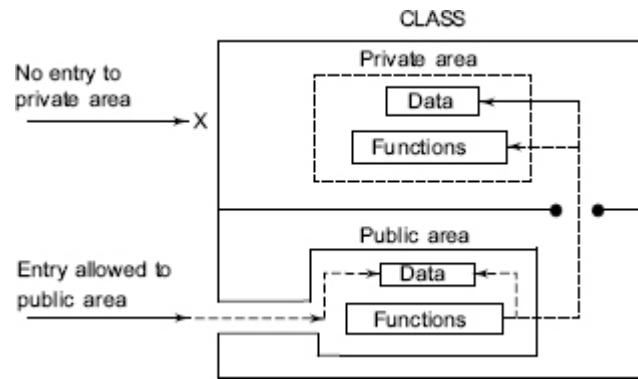 CLASS
Private area
No entry to
private area
X
Data
Functions
Public area
Entry allowed to
public area
Data
Functions